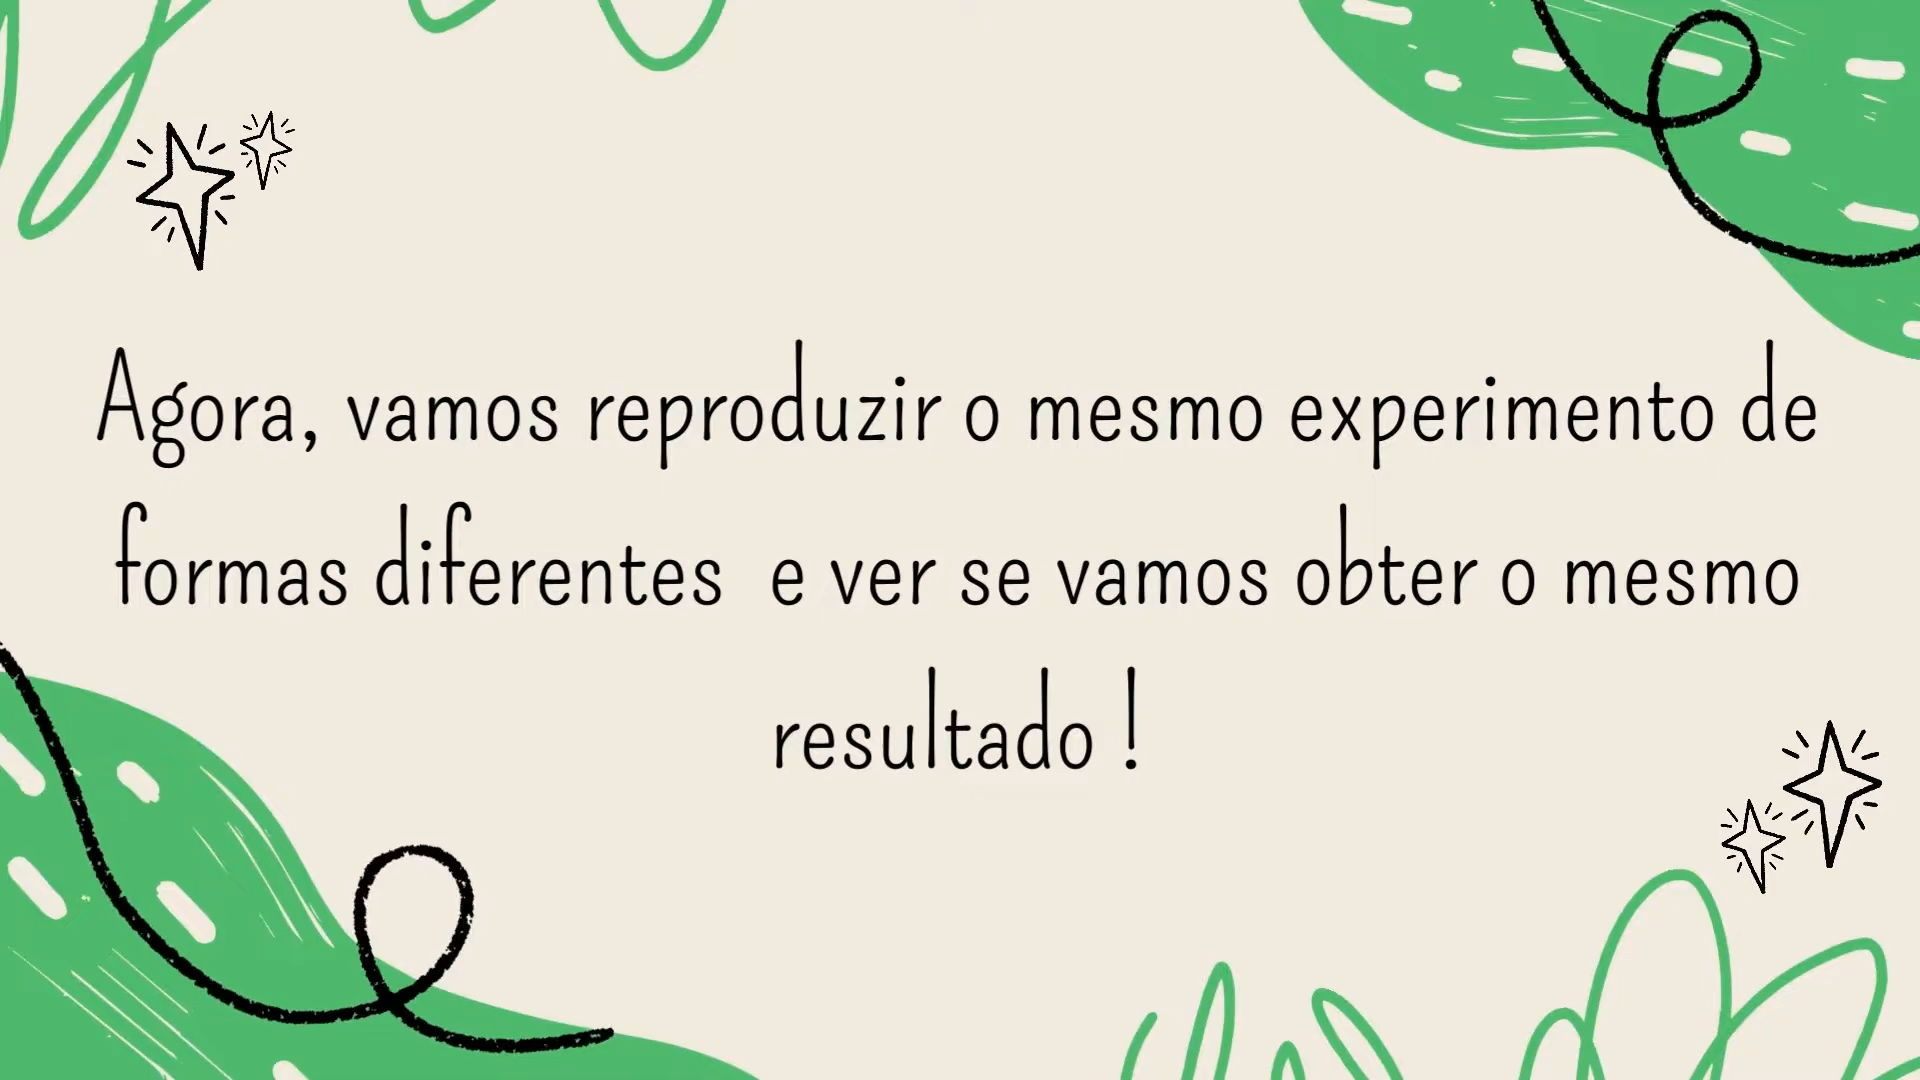 Agora, vamos reproduzir o mesmo experimento de
formas diferentes  e ver se vamos obter o mesmo
resultado !